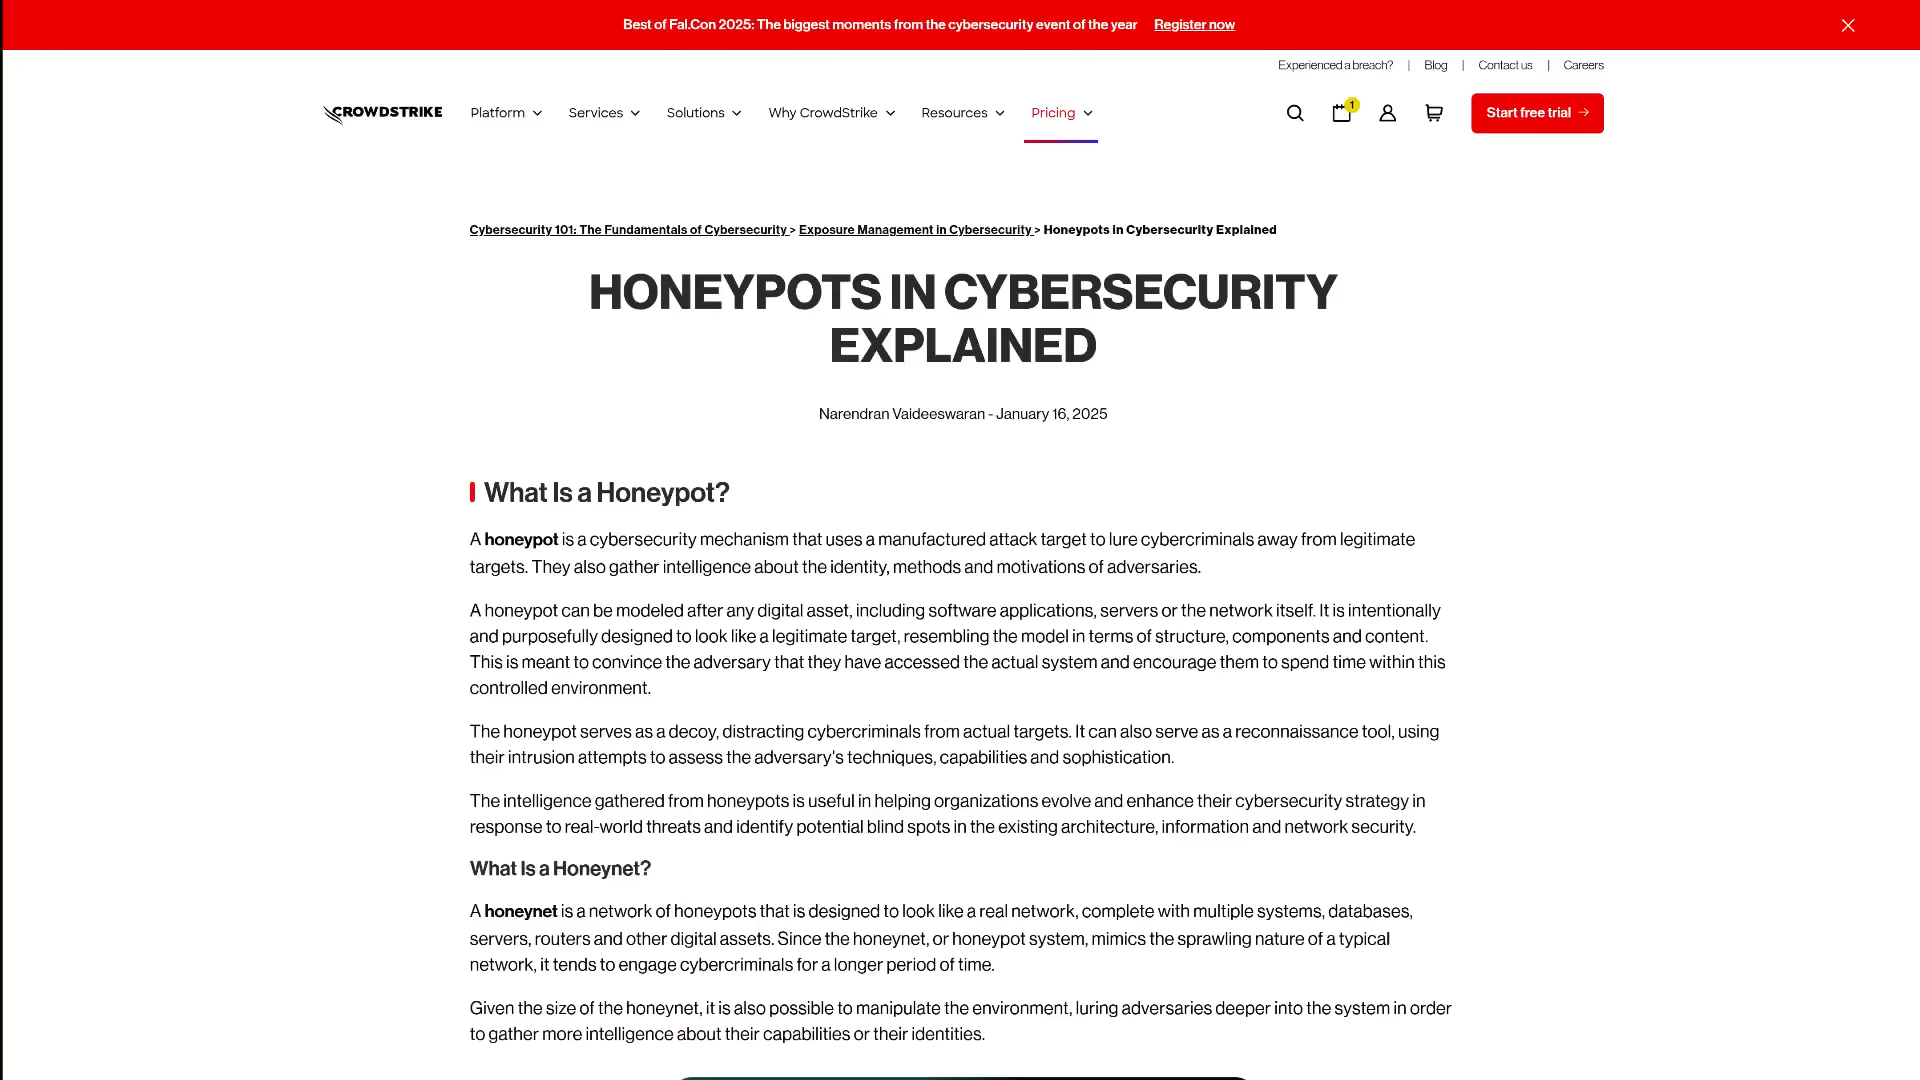 Best of Fal.Con 2025: The biggest moments from the cybersecurity event of the year Register now
Experienced a breach? | Blog | Contact us | Careers
CROWDSTRIKE Platform Services Solutions Why CrowdStrike Resources Pricing 1 Start free trial →
Cybersecurity 101: The Fundamentals of Cybersecurity > Exposure Management in Cybersecurity > Honeypots in Cybersecurity Explained
HONEYPOTS IN CYBERSECURITY
EXPLAINED
Narendran Vaideeswaran - January 16, 2025
What Is a Honeypot?
A honeypot is a cybersecurity mechanism that uses a manufactured attack target to lure cybercriminals away from legitimate
targets. They also gather intelligence about the identity, methods and motivations of adversaries.
A honeypot can be modeled after any digital asset, including software applications, servers or the network itself. It is intentionally
and purposefully designed to look like a legitimate target, resembling the model in terms of structure, components and content.
This is meant to convince the adversary that they have accessed the actual system and encourage them to spend time within this
controlled environment.
The honeypot serves as a decoy, distracting cybercriminals from actual targets. It can also serve as a reconnaissance tool, using
their intrusion attempts to assess the adversary's techniques, capabilities and sophistication.
The intelligence gathered from honeypots is useful in helping organizations evolve and enhance their cybersecurity strategy in
response to real-world threats and identify potential blind spots in the existing architecture, information and network security.
What Is a Honeynet?
A honeynet is a network of honeypots that is designed to look like a real network, complete with multiple systems, databases,
servers, routers and other digital assets. Since the honeynet, or honeypot system, mimics the sprawling nature of a typical
network, it tends to engage cybercriminals for a longer period of time.
Given the size of the honeynet, it is also possible to manipulate the environment, luring adversaries deeper into the system in order
to gather more intelligence about their capabilities or their identities.